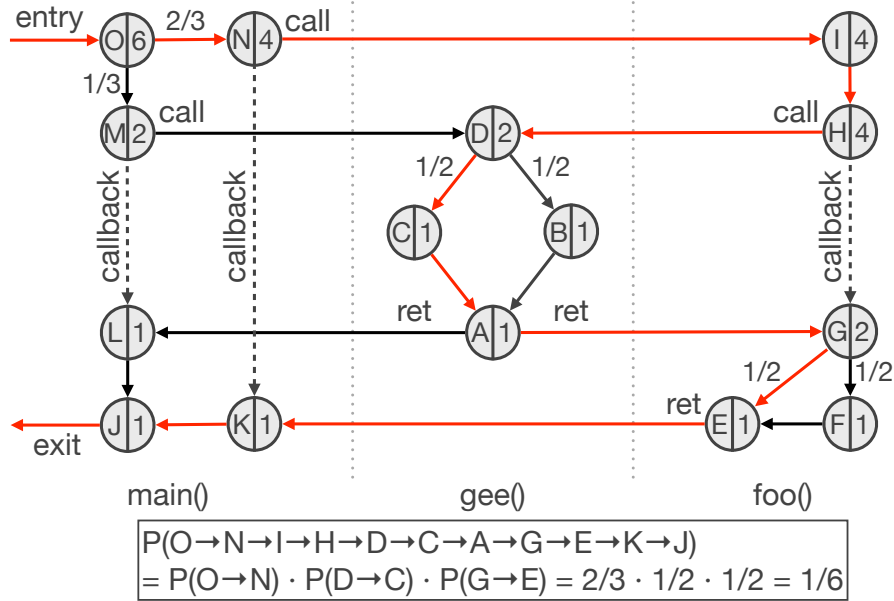 entry O 6 2/3 N 4 call I 4
1/3
M 2 call D 2 call H 4
1/2 1/2
callback callback C 1 B 1 callback
L 1 ret A 1 ret G 2
1/2 1/2
exit J 1 K 1 ret E 1 F 1
main() gee() foo()
P(O→N→I→H→D→C→A→G→E→K→J)
= P(O→N) · P(D→C) · P(G→E) = 2/3 · 1/2 · 1/2 = 1/6